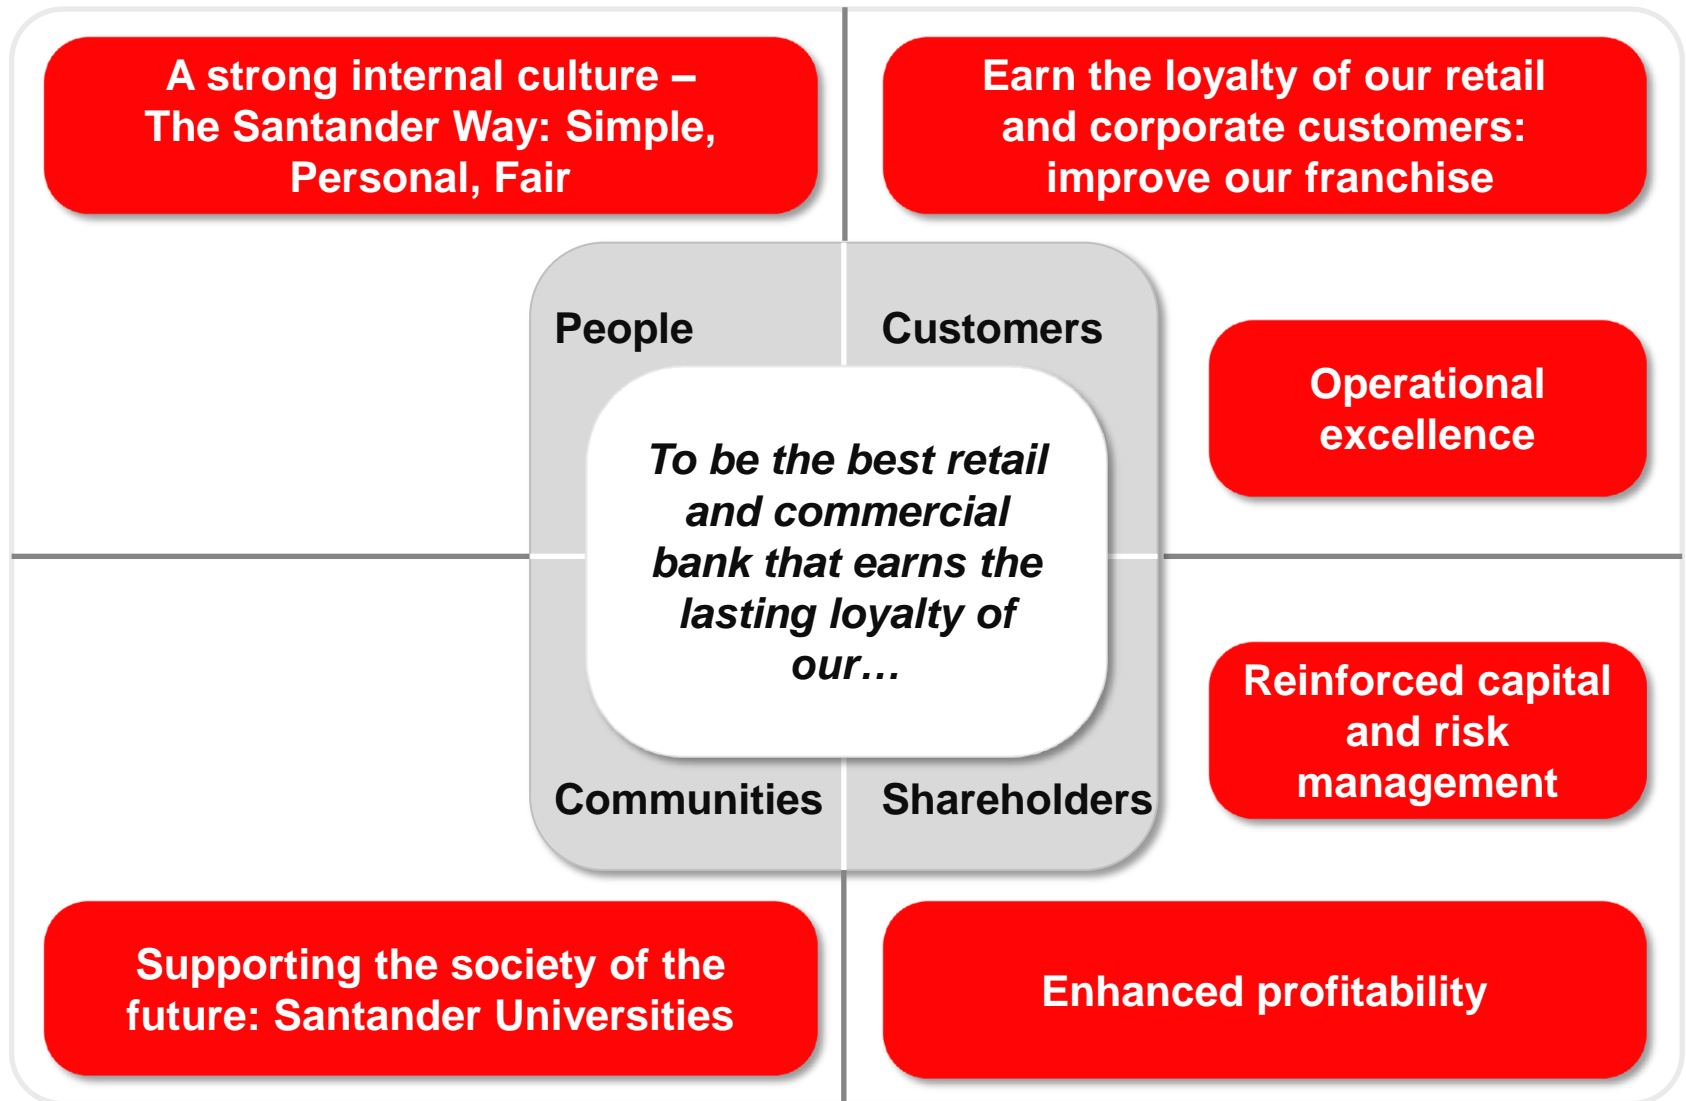 A strong internal culture –
The Santander Way: Simple,
Personal, Fair
Earn the loyalty of our retail
and corporate customers:
improve our franchise
People
Customers
Operational
excellence
To be the best retail
and commercial
bank that earns the
lasting loyalty of
our…
Reinforced capital
and risk
management
Communities
Shareholders
Supporting the society of the
future: Santander Universities
Enhanced profitability